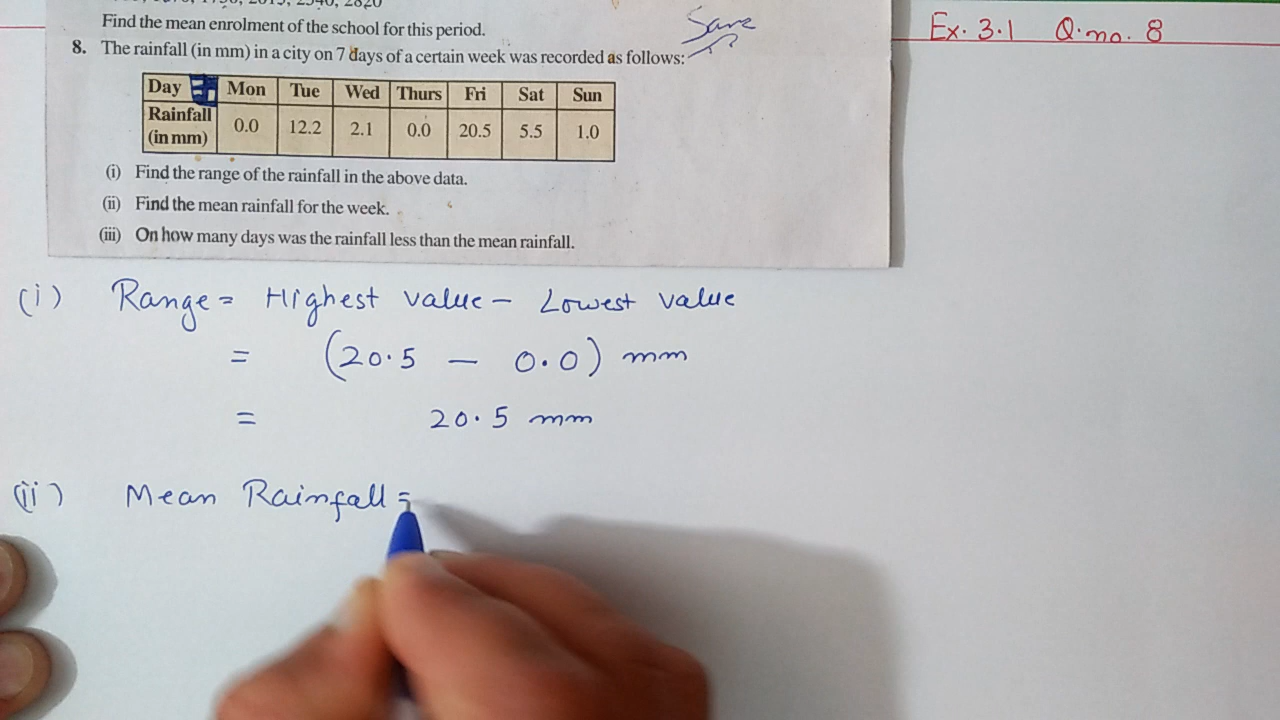 2540, 2820
Find the mean enrolment of the school for this period.
Save
Ex. 3.1 Q.no. 8
8. The rainfall (in mm) in a city on 7 days of a certain week was recorded as follows:
Day Mon Tue Wed Thurs Fri Sat Sun
Rainfall (in mm) 0.0 12.2 2.1 0.0 20.5 5.5 1.0
(i) Find the range of the rainfall in the above data.
(ii) Find the mean rainfall for the week.
(iii) On how many days was the rainfall less than the mean rainfall.
(i) Range = Highest value - Lowest value
= (20.5 - 0.0) mm
= 20.5 mm
(ii) Mean Rainfall =